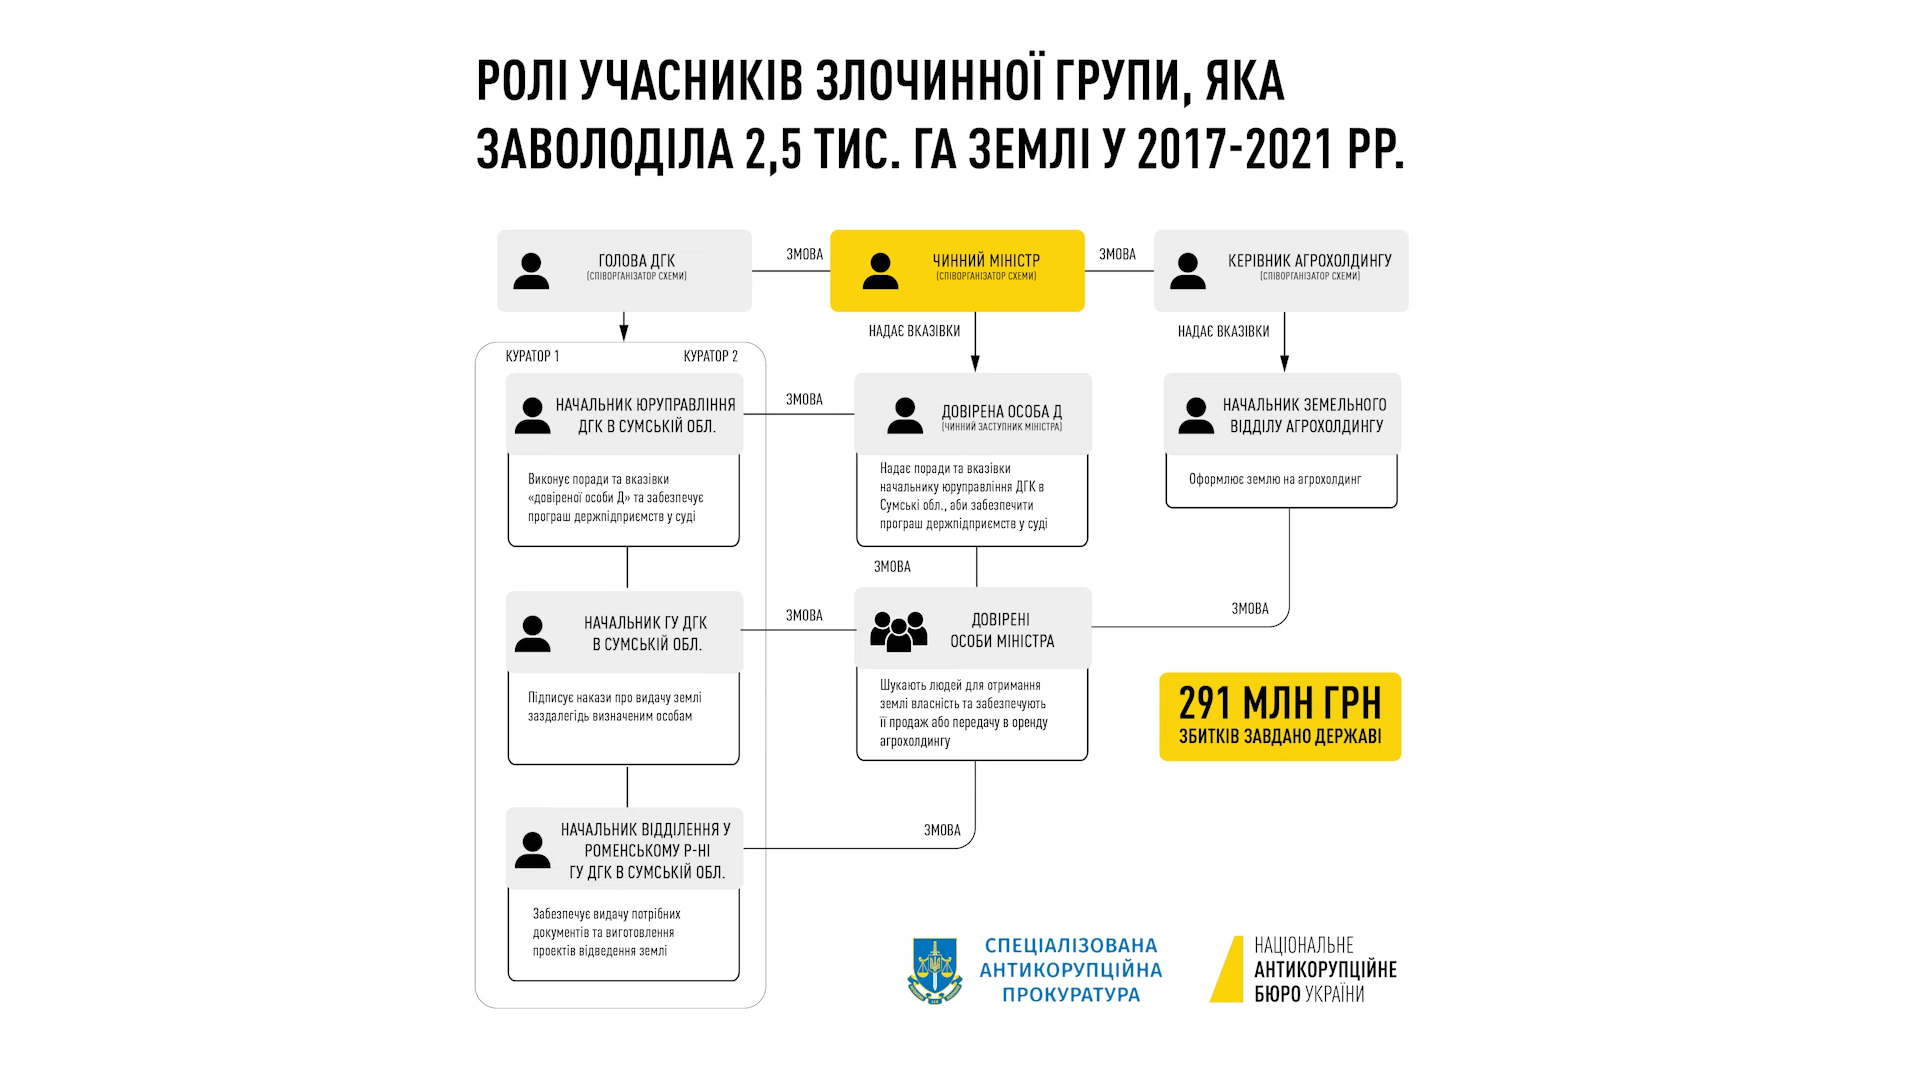 РОЛІ УЧАСНИКІВ ЗЛОЧИННОЇ ГРУПИ, ЯКА
ЗАВОЛОДІЛА 2,5 ТИС. ГА ЗЕМЛІ У 2017-2021 РР.
ГОЛОВА ДГК
(СПІВОРГАНІЗАТОР СХЕМИ)
ЗМОВА
ЧИННИЙ МІНІСТР
(СПІВОРГАНІЗАТОР СХЕМИ)
ЗМОВА
КЕРІВНИК АГРОХОЛДИНГУ
(СПІВОРГАНІЗАТОР СХЕМИ)
НАДАЄ ВКАЗІВКИ
НАДАЄ ВКАЗІВКИ
КУРАТОР 1
КУРАТОР 2
НАЧАЛЬНИК ЮРУПРАВЛІННЯ
ДГК В СУМСЬКІЙ ОБЛ.
Виконує поради та вказівки
«довіреної особи Д» та забезпечує
програш держпідприємств у суді
ЗМОВА
ДОВІРЕНА ОСОБА Д
(ЧИННИЙ ЗАСТУПНИК МІНІСТРА)
Надає поради та вказівки
начальнику юруправління ДГК в
Сумські обл., аби забезпечити
програш держпідприємств у суді
НАЧАЛЬНИК ЗЕМЕЛЬНОГО
ВІДДІЛУ АГРОХОЛДИНГУ
Оформлює землю на агрохолдинг
ЗМОВА
НАЧАЛЬНИК ГУ ДГК
В СУМСЬКІЙ ОБЛ.
Підписує накази про видачу землі
заздалегідь визначеним особам
ЗМОВА
ДОВІРЕНІ
ОСОБИ МІНІСТРА
Шукають людей для отримання
землі власність та забезпечують
її продаж або передачу в оренду
агрохолдингу
ЗМОВА
291 МЛН ГРН
ЗБИТКІВ ЗАВДАНО ДЕРЖАВІ
НАЧАЛЬНИК ВІДДІЛЕННЯ У
РОМЕНСЬКОМУ Р-НІ
ГУ ДГК В СУМСЬКІЙ ОБЛ.
Забезпечує видачу потрібних
документів та виготовлення
проектів відведення землі
ЗМОВА
СПЕЦІАЛІЗОВАНА
АНТИКОРУПЦІЙНА
ПРОКУРАТУРА
НАЦІОНАЛЬНЕ
АНТИКОРУПЦІЙНЕ
БЮРО УКРАЇНИ